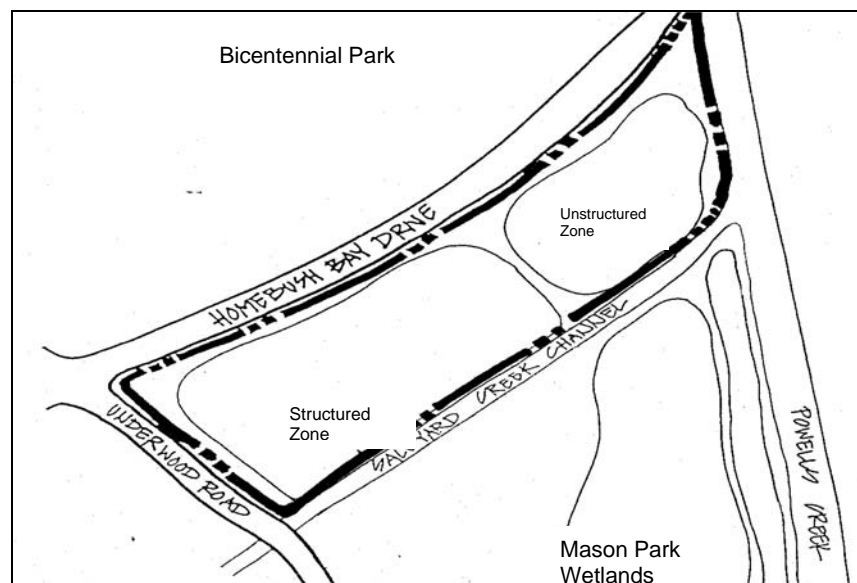 Bicentennial Park
HOMEBUSH BAY DRIVE
Unstructured
Zone
Structured
Zone
CREEK CHANNEL
UNDERWOOD ROAD
POWELLS CREEK
Mason Park
Wetlands